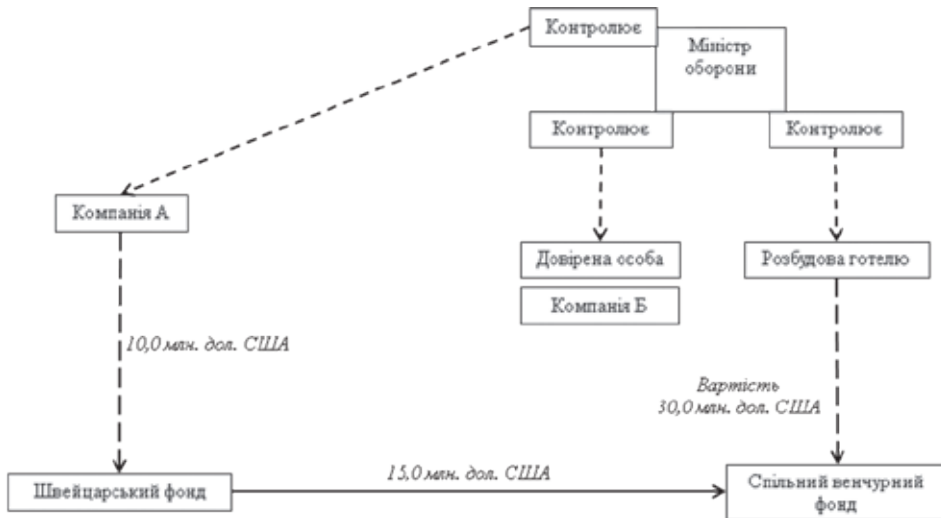 Контролює
Міністр
оборони
Контролює
Контролює
Компанія А
Довірена особа
Розбудова готелю
Компанія Б
10,0 млн. дол. США
Вартість
30,0 млн. дол. США
15,0 млн. дол. США
Швейцарський фонд
Спільний венчурний
фонд